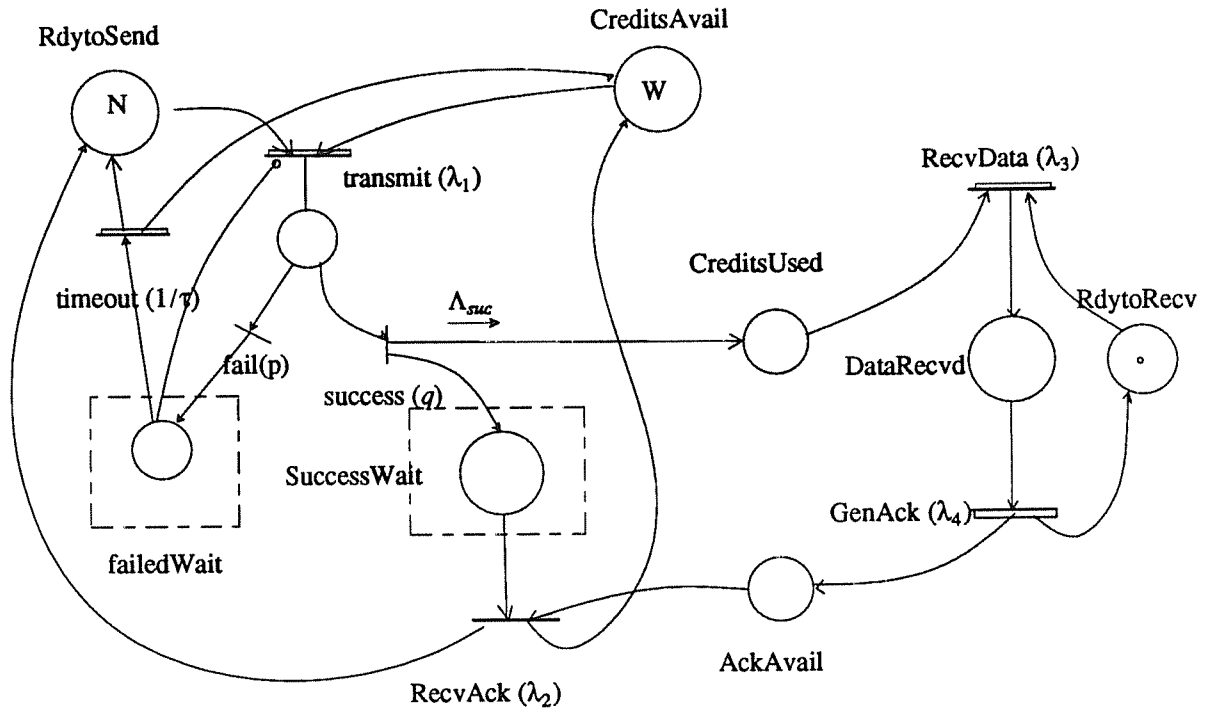 CreditsAvail
RdytoSend
N
W
RecvData (λ₃)
transmit (λ₁)
CreditsUsed
timeout (1/τ)
Λsuc
RdytoRecv
fail(p)
DataRecvd
success (q)
SuccessWait
GenAck (λ₄)
failedWait
AckAvail
RecvAck (λ₂)